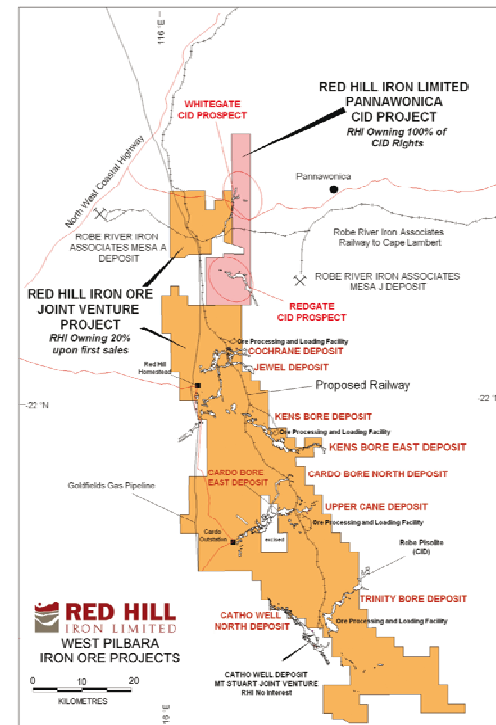 116 °E
RED HILL IRON LIMITED
PANNAWONICA
CID PROJECT
RHI Owning 100% of
CID Rights
WHITEGATE
CID PROSPECT
North West Coastal Highway
Pannawonica
ROBE RIVER IRON
ASSOCIATES MESA A
DEPOSIT
Robe River Iron Associates
Railway to Cape Lambert
ROBE RIVER IRON ASSOCIATES
MESA J DEPOSIT
RED HILL IRON ORE
JOINT VENTURE
PROJECT
RHI Owning 20%
upon first sales
REDGATE
CID PROSPECT
Ore Processing and Loading Facility
COCHRANE DEPOSIT
Red Hill
Homestead
JEWEL DEPOSIT
Proposed Railway
-22 °N
-22 °
KENS BORE DEPOSIT
Ore Processing and Loading Facility
KENS BORE EAST DEPOSIT
CARDO BORE
EAST DEPOSIT
CARDO BORE NORTH DEPOSIT
Goldfields Gas Pipeline
UPPER CANE DEPOSIT
Ore Processing and Loading Facility
Cardo
Outstation
excised
Robe Pisolite
(CID)
TRINITY BORE DEPOSIT
CATHO WELL
NORTH DEPOSIT
Ore Processing and Loading Facility
RED HILL
IRON LIMITED
WEST PILBARA
IRON ORE PROJECTS
CATHO WELL DEPOSIT
MT STUART JOINT VENTURE
RHI No Interest
0 10 20
KILOMETRES